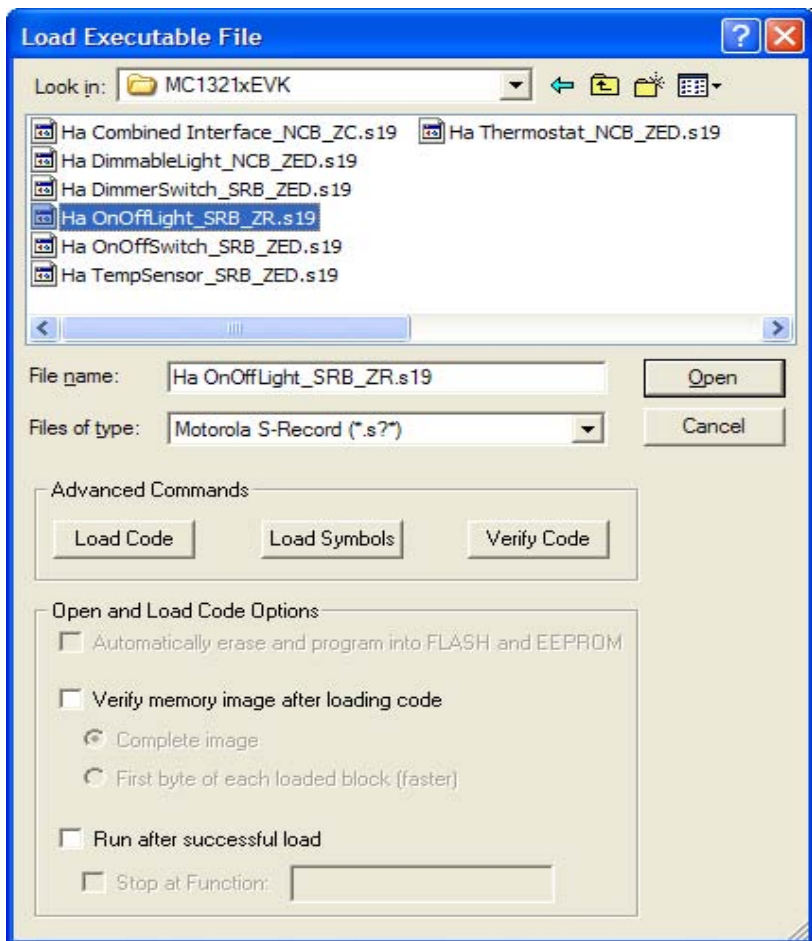 Load Executable File
Look in: MC1321xEVK
Ha Combined Interface_NCB_ZC.s19 Ha Thermostat_NCB_ZED.s19
Ha DimmableLight_NCB_ZED.s19
Ha DimmerSwitch_SRB_ZED.s19
Ha OnOffLight_SRB_ZR.s19
Ha OnOffSwitch_SRB_ZED.s19
Ha TempSensor_SRB_ZED.s19
File name: Ha OnOffLight_SRB_ZR.s19 Open
Files of type: Motorola S-Record (*.s?*) Cancel
Advanced Commands
Load Code Load Symbols Verify Code
Open and Load Code Options
Automatically erase and program into FLASH and EEPROM
Verify memory image after loading code
Complete image
First byte of each loaded block (faster)
Run after successful load
Stop at Function: